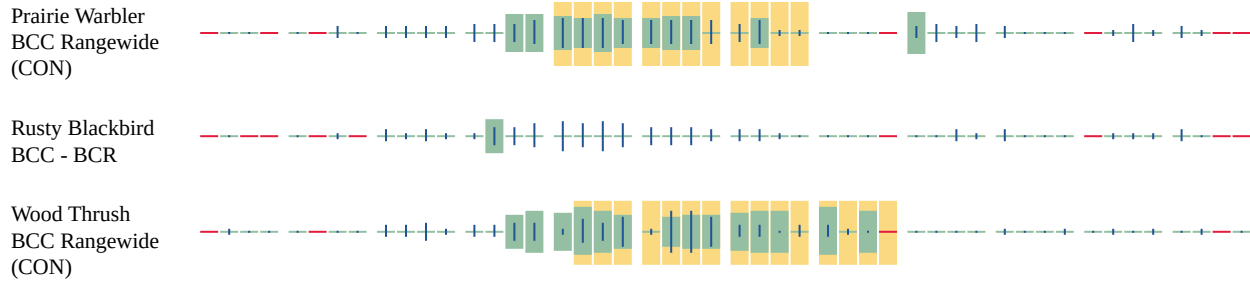 Prairie Warbler
BCC Rangewide
(CON)
Rusty Blackbird
BCC - BCR
Wood Thrush
BCC Rangewide
(CON)